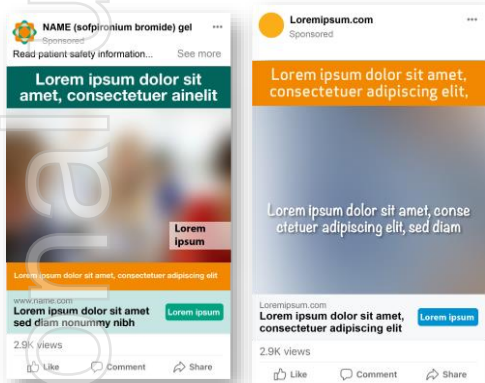 NAME (sofpironium bromide) gel
Sponsored
Read patient safety information... See more
Lorem ipsum dolor sit
amet, consectetuer ainelit
Lorem
ipsum
Lorem ipsum dolor sit amet, consectetuer adipiscing elit
www.name.com
Lorem ipsum dolor sit amet
sed diam nonummy nibh
Lorem ipsum
2.9K views
Like Comment Share
Loremipsum.com
Sponsored
Lorem ipsum dolor sit amet,
consectetuer adipiscing elit,
Lorem ipsum dolor sit amet, conse
ctetuer adipiscing elit, sed diam
Loremipsum.com
Lorem ipsum dolor sit amet,
consectetuer adipiscing elit
Lorem ipsum
2.9K views
Like Comment Share